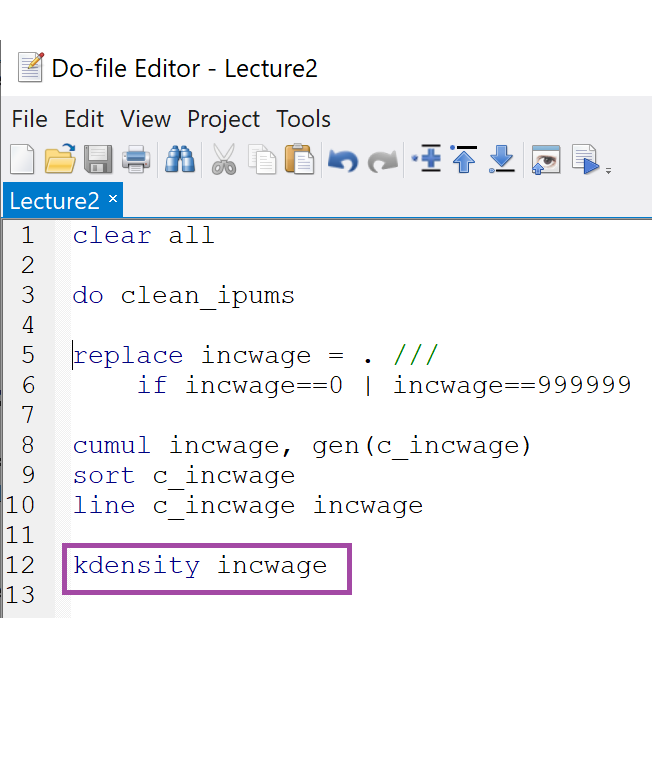 Do-file Editor - Lecture2
File Edit View Project Tools
Lecture2 ×
1 clear all
2
3 do clean_ipums
4
5 replace incwage = . ///
6     if incwage==0 | incwage==999999
7
8 cumul incwage, gen(c_incwage)
9 sort c_incwage
10 line c_incwage incwage
11
12 kdensity incwage
13